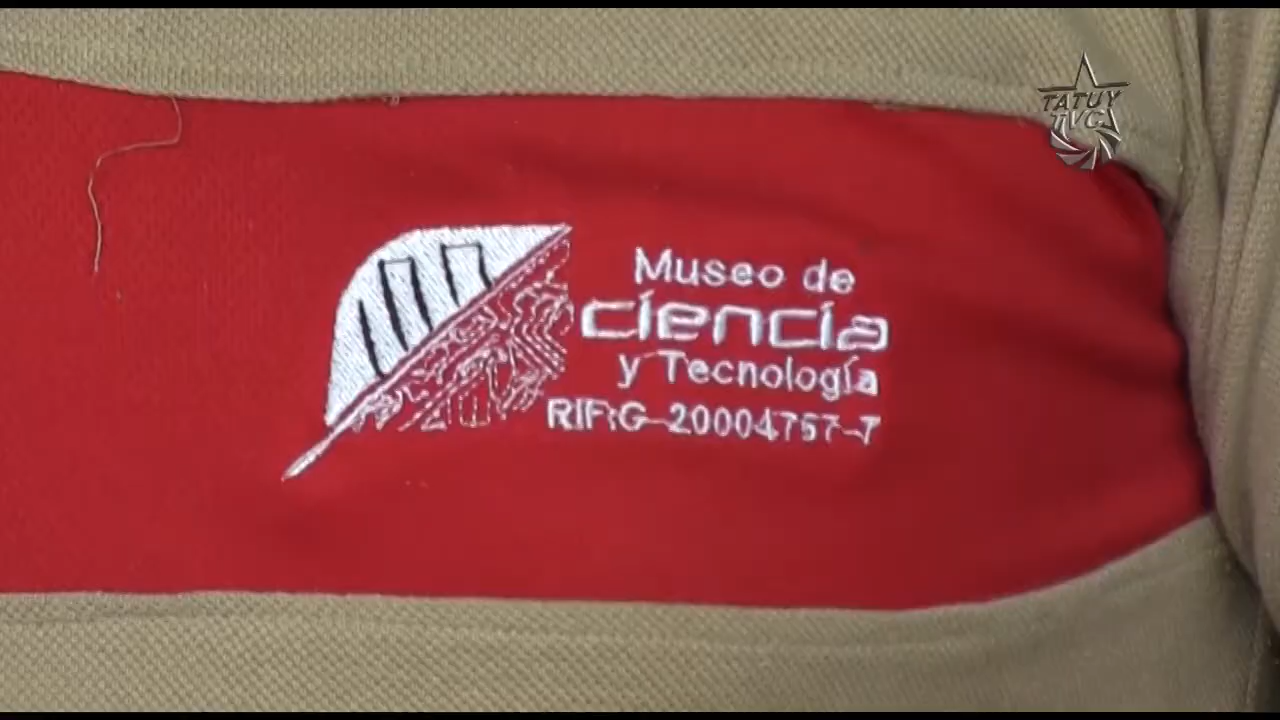 TATUY
TVC
Museo de
ciencia
y Tecnología
RIF:G-20004757-7